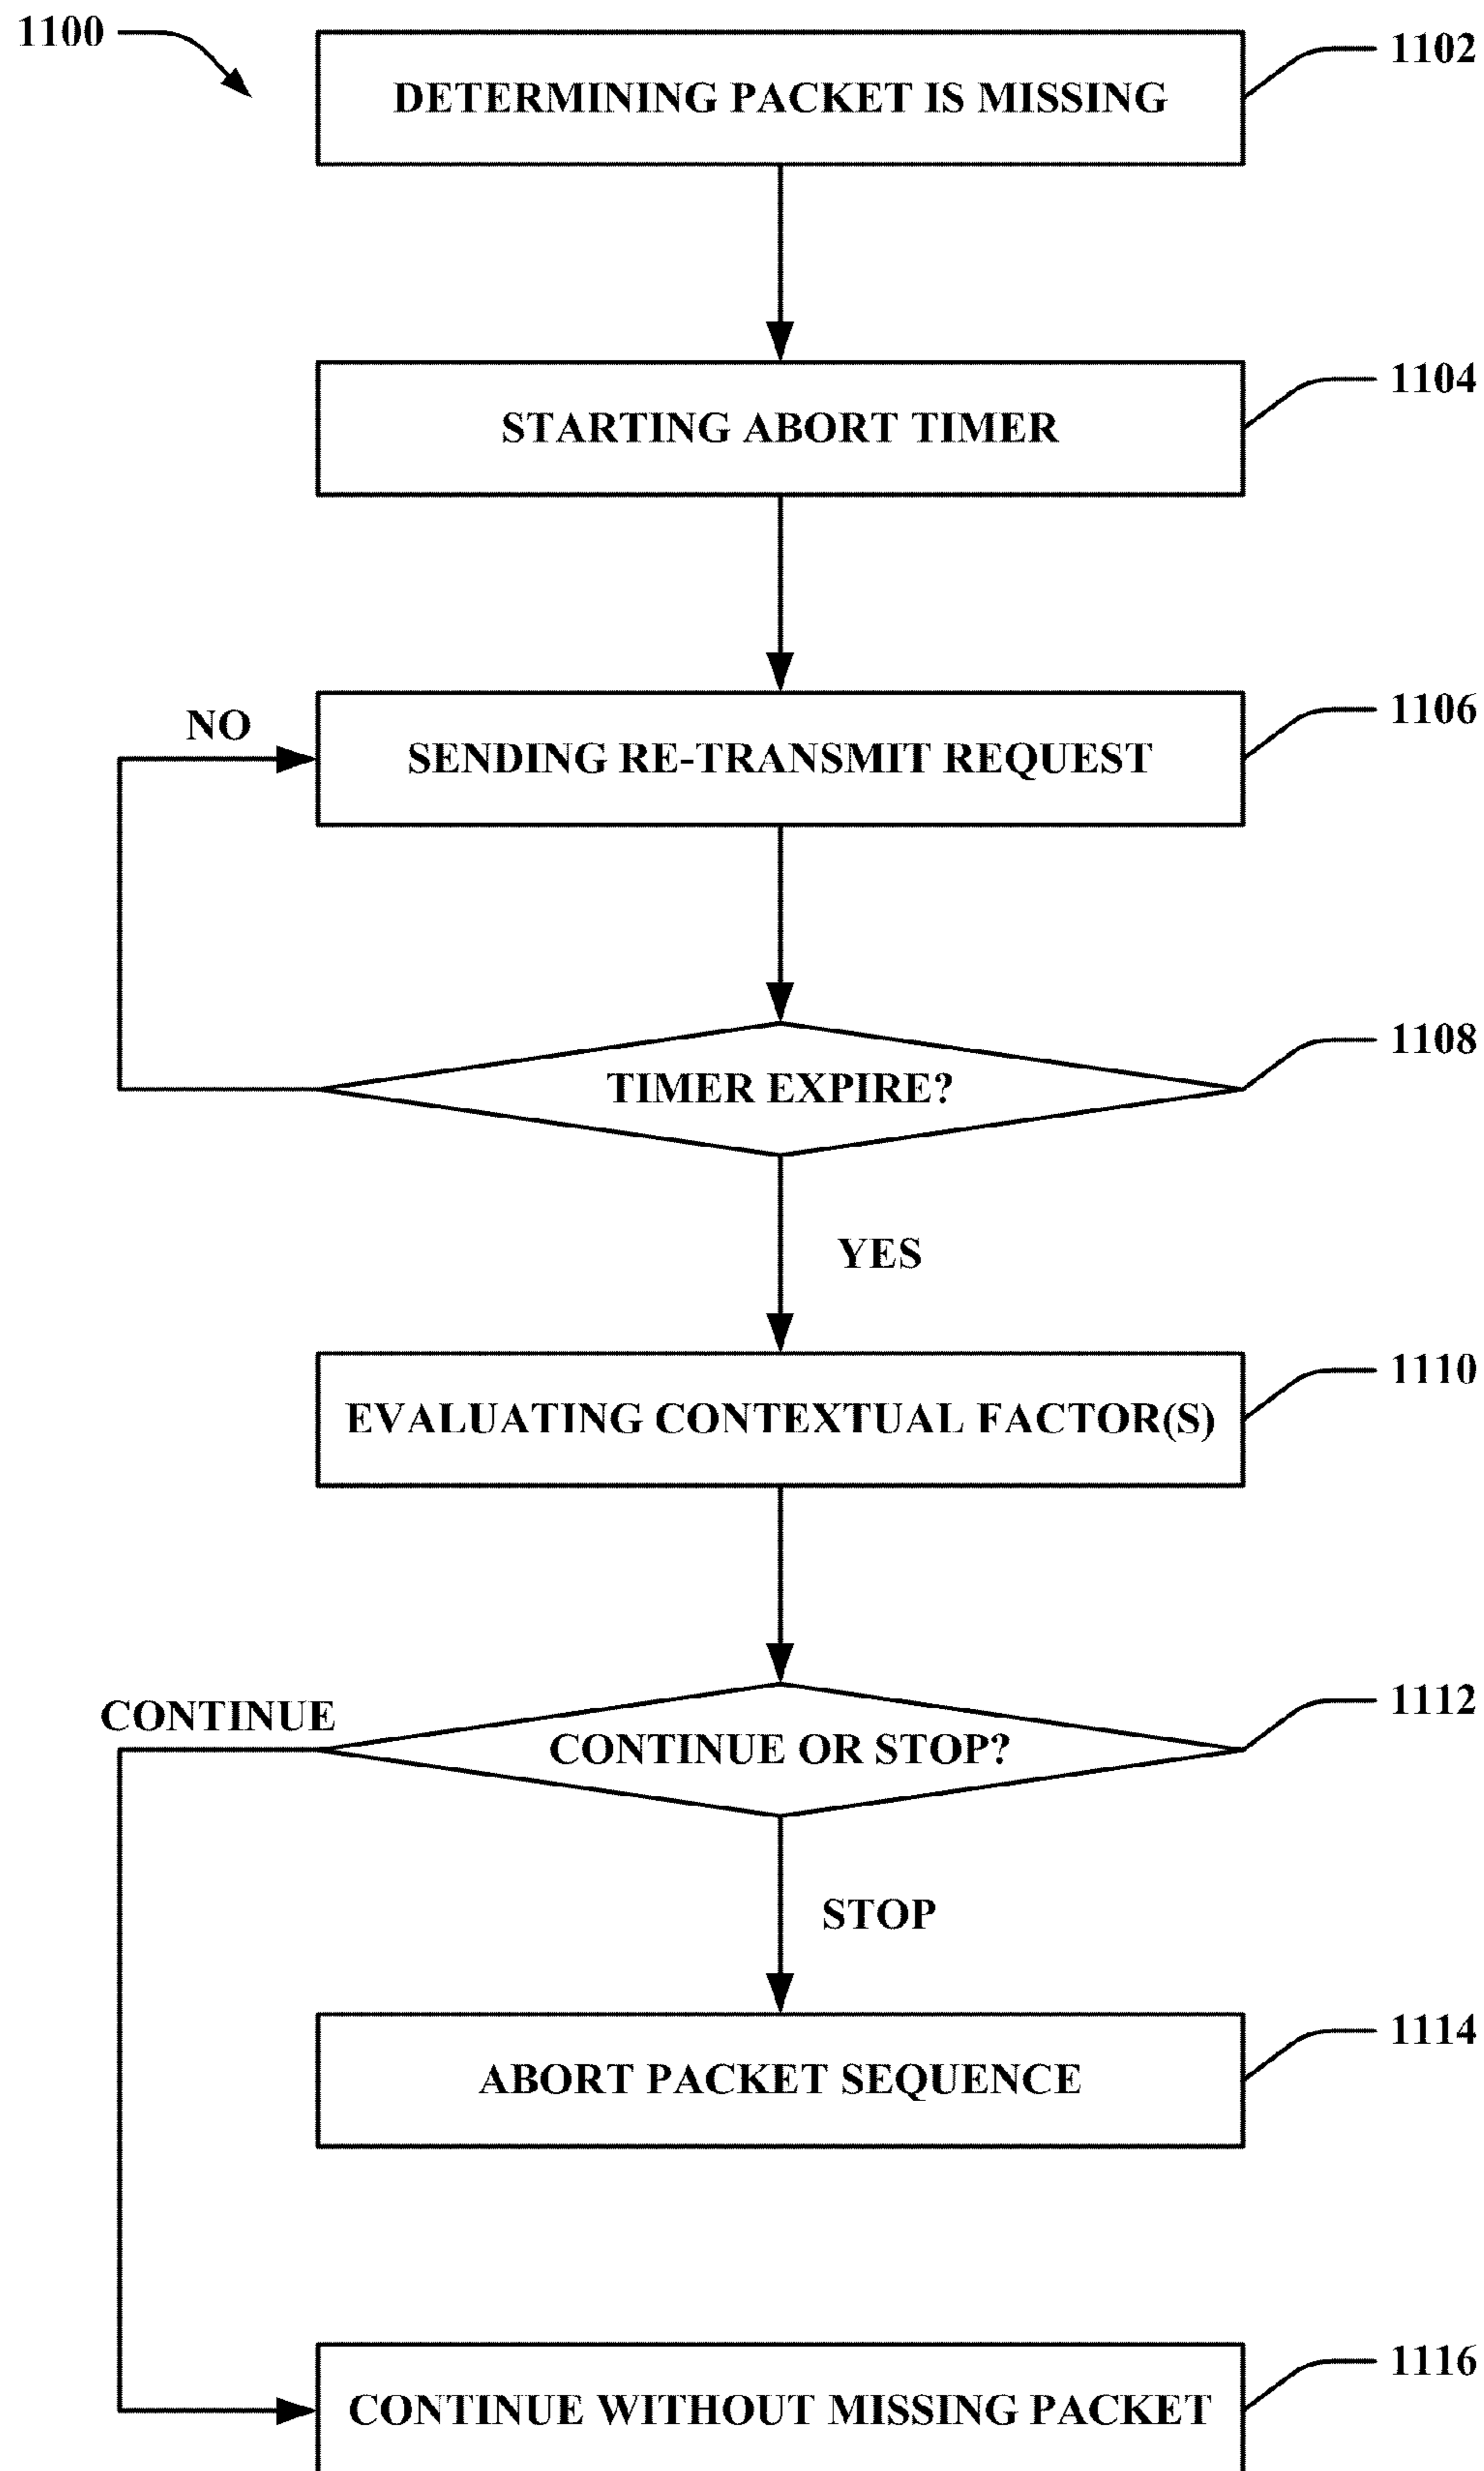 1100
DETERMINING PACKET IS MISSING
1102
STARTING ABORT TIMER
1104
NO
SENDING RE-TRANSMIT REQUEST
1106
TIMER EXPIRE?
1108
YES
EVALUATING CONTEXTUAL FACTOR(S)
1110
CONTINUE
CONTINUE OR STOP?
1112
STOP
ABORT PACKET SEQUENCE
1114
CONTINUE WITHOUT MISSING PACKET
1116